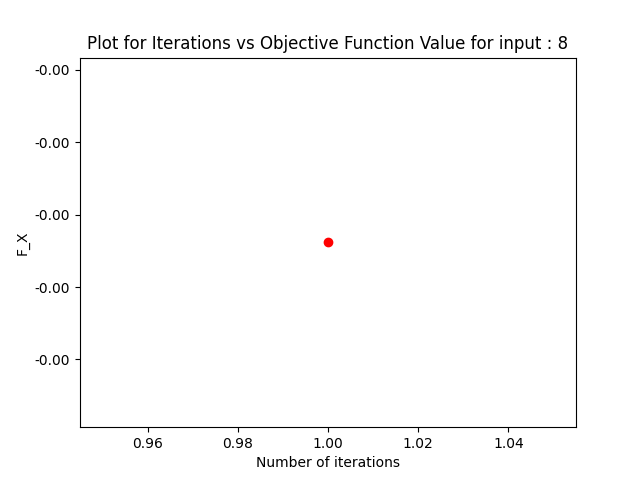 Plot for Iterations vs Objective Function Value for input : 8
-0.00
-0.00
-0.00
-0.00
-0.00
F_X
0.96 0.98 1.00 1.02 1.04
Number of iterations